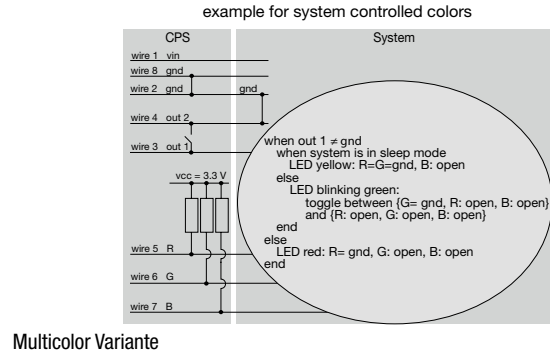 example for system controlled colors
CPS
System
wire 1 vin
wire 8 gnd
wire 2 gnd
gnd
wire 4 out 2
wire 3 out 1
vcc = 3.3 V
wire 5 R
wire 6 G
wire 7 B
when out 1 ≠ gnd
when system is in sleep mode
LED yellow: R=G=gnd, B: open
else
LED blinking green:
toggle between {G= gnd, R: open, B: open}
and {R: open, G: open, B: open}
end
else
LED red: R= gnd, G: open, B: open
end
Multicolor Variante